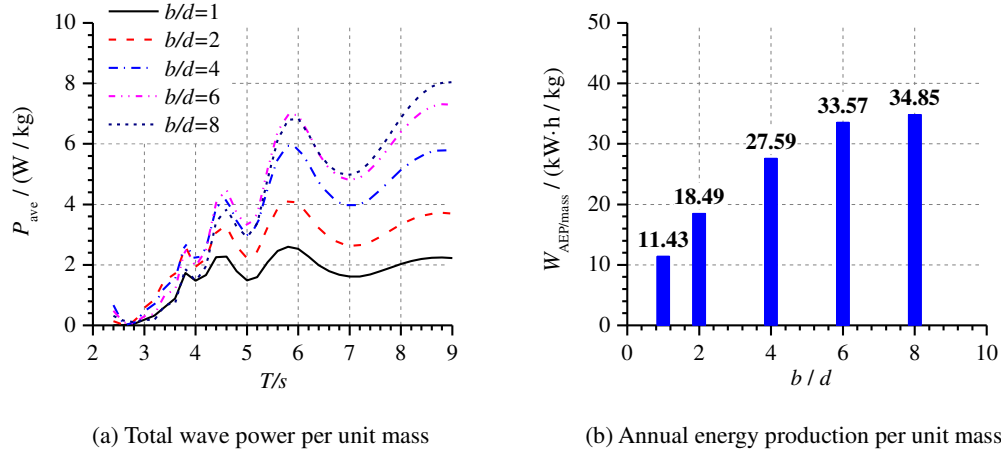 b/d=1
b/d=2
b/d=4
b/d=6
b/d=8
10
8
6
4
2
0
P_ave / (W / kg)
2 3 4 5 6 7 8 9
T/s
(a) Total wave power per unit mass
50
40
30
20
10
0
W_AEP/mass / (kW·h / kg)
11.43
18.49
27.59
33.57
34.85
0 2 4 6 8 10
b / d
(b) Annual energy production per unit mass